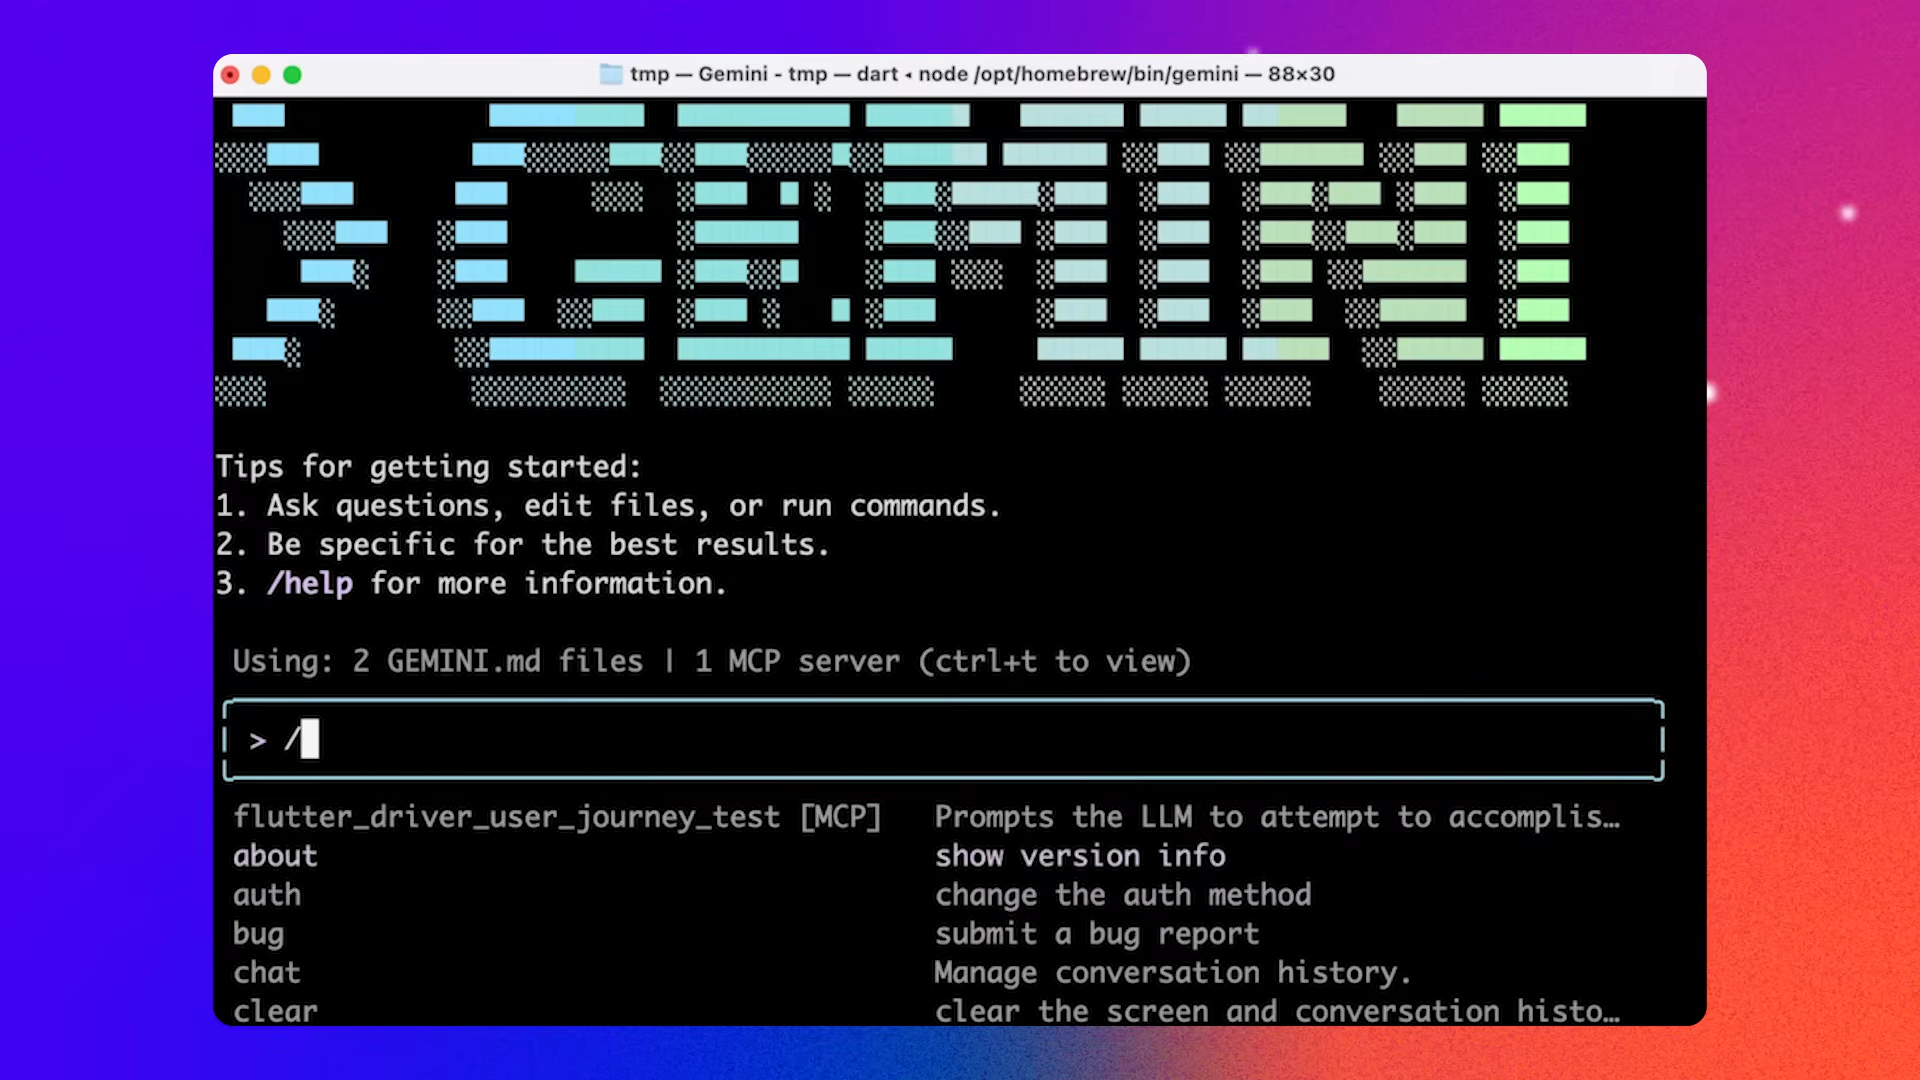 tmp — Gemini - tmp — dart ◂ node /opt/homebrew/bin/gemini — 88×30
> GEMINI
Tips for getting started:
1. Ask questions, edit files, or run commands.
2. Be specific for the best results.
3. /help for more information.
Using: 2 GEMINI.md files | 1 MCP server (ctrl+t to view)
> /
flutter_driver_user_journey_test [MCP] Prompts the LLM to attempt to accomplis…
about show version info
auth change the auth method
bug submit a bug report
chat Manage conversation history.
clear clear the screen and conversation histo…